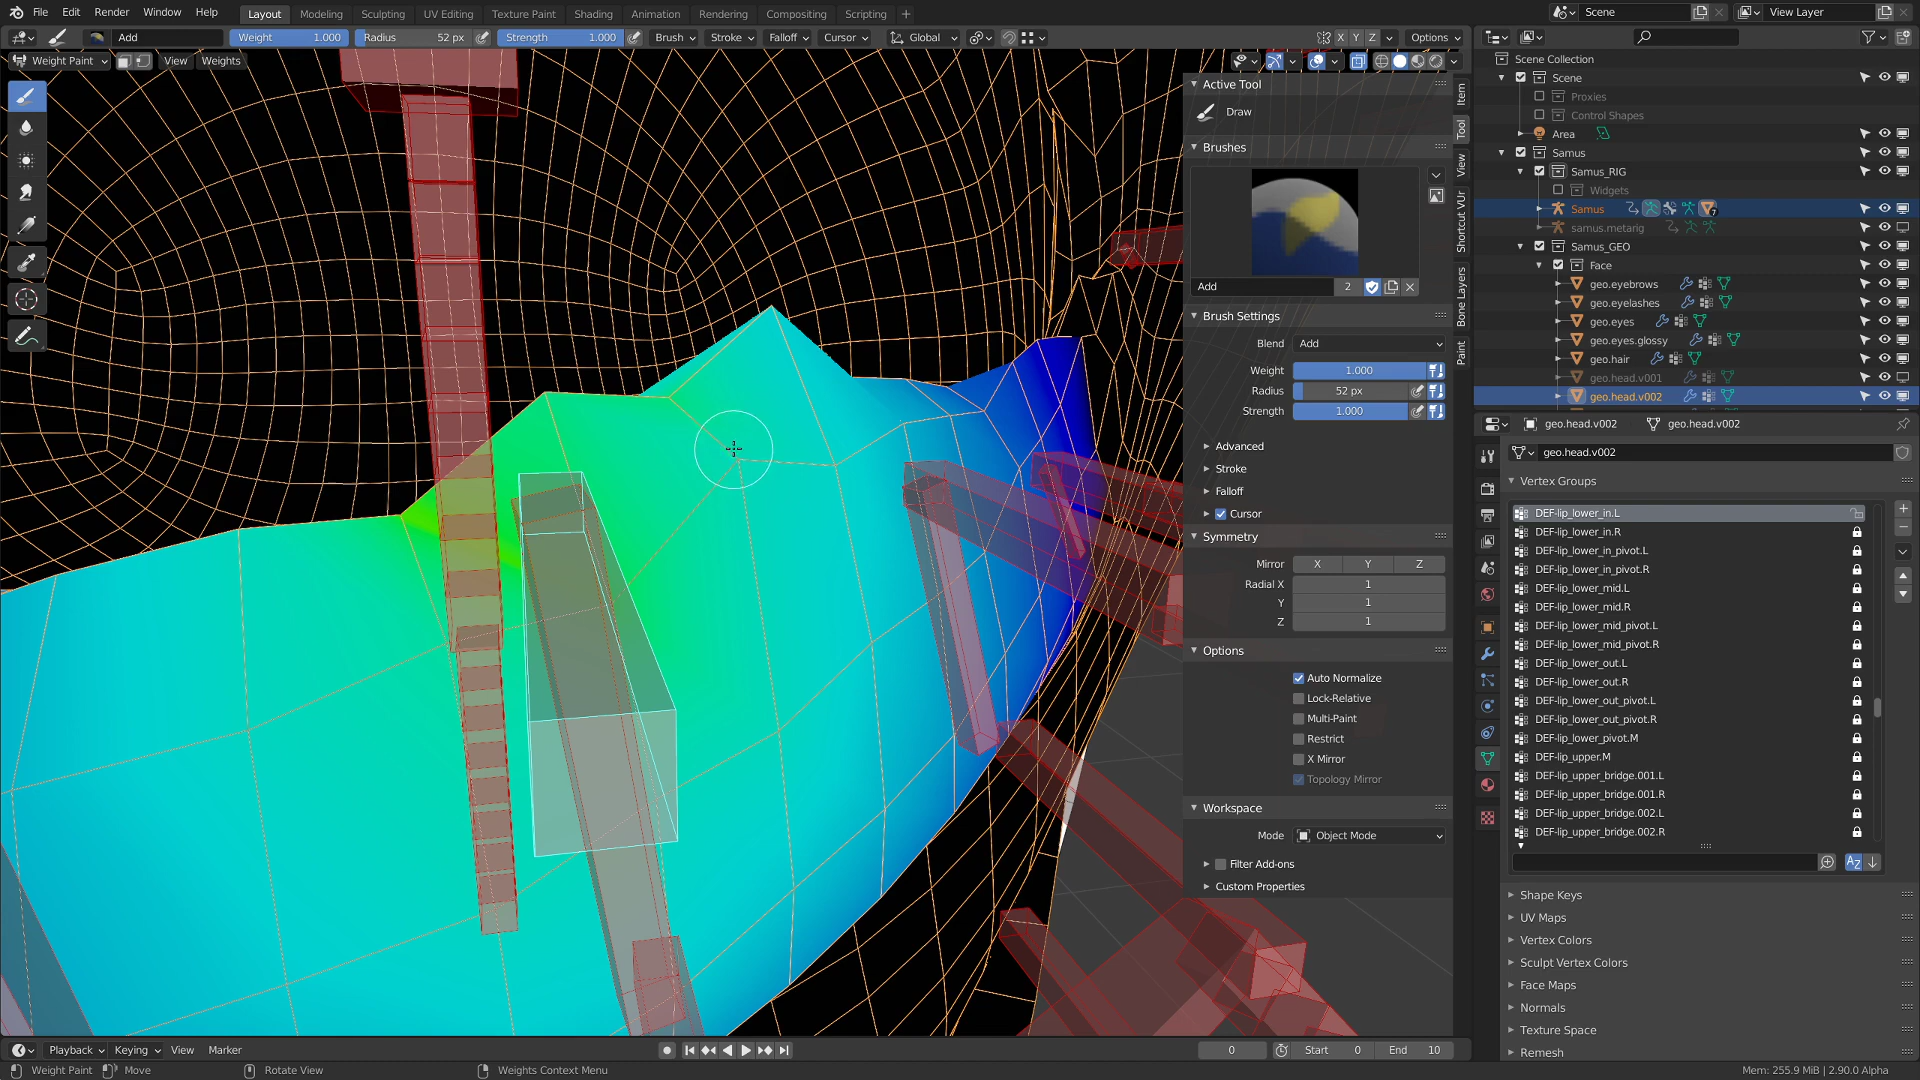 File Edit Render Window Help Layout Modeling Sculpting UV Editing Texture Paint Shading Animation Rendering Compositing Scripting + Scene View Layer
Add Weight 1.000 Radius 52 px Strength 1.000 Brush Stroke Falloff Cursor Global X Y Z Options
Weight Paint View Weights
Active Tool
Draw
Brushes
Add 2
Brush Settings
Blend Add
Weight 1.000
Radius 52 px
Strength 1.000
Advanced
Stroke
Falloff
Cursor
Symmetry
Mirror X Y Z
Radial X 1
Y 1
Z 1
Options
Auto Normalize
Lock-Relative
Multi-Paint
Restrict
X Mirror
Topology Mirror
Workspace
Mode Object Mode
Filter Add-ons
Custom Properties
Item
Tool
View
Shortcut VUr
Bone Layers
Paint
Scene Collection
Scene
Proxies
Control Shapes
Area
Samus
Samus_RIG
Widgets
Samus 7
samus.metarig
Samus_GEO
Face
geo.eyebrows
geo.eyelashes
geo.eyes
geo.eyes.glossy
geo.hair
geo.head.v001
geo.head.v002
geo.head.v002 geo.head.v002
geo.head.v002
Vertex Groups
DEF-lip_lower_in.L
DEF-lip_lower_in.R
DEF-lip_lower_in_pivot.L
DEF-lip_lower_in_pivot.R
DEF-lip_lower_mid.L
DEF-lip_lower_mid.R
DEF-lip_lower_mid_pivot.L
DEF-lip_lower_mid_pivot.R
DEF-lip_lower_out.L
DEF-lip_lower_out.R
DEF-lip_lower_out_pivot.L
DEF-lip_lower_out_pivot.R
DEF-lip_lower_pivot.M
DEF-lip_upper.M
DEF-lip_upper_bridge.001.L
DEF-lip_upper_bridge.001.R
DEF-lip_upper_bridge.002.L
DEF-lip_upper_bridge.002.R
AZ
Shape Keys
UV Maps
Vertex Colors
Sculpt Vertex Colors
Face Maps
Normals
Texture Space
Remesh
Playback Keying View Marker 0 Start 0 End 10
Weight Paint Move Rotate View Weights Context Menu Mem: 255.9 MiB | 2.90.0 Alpha